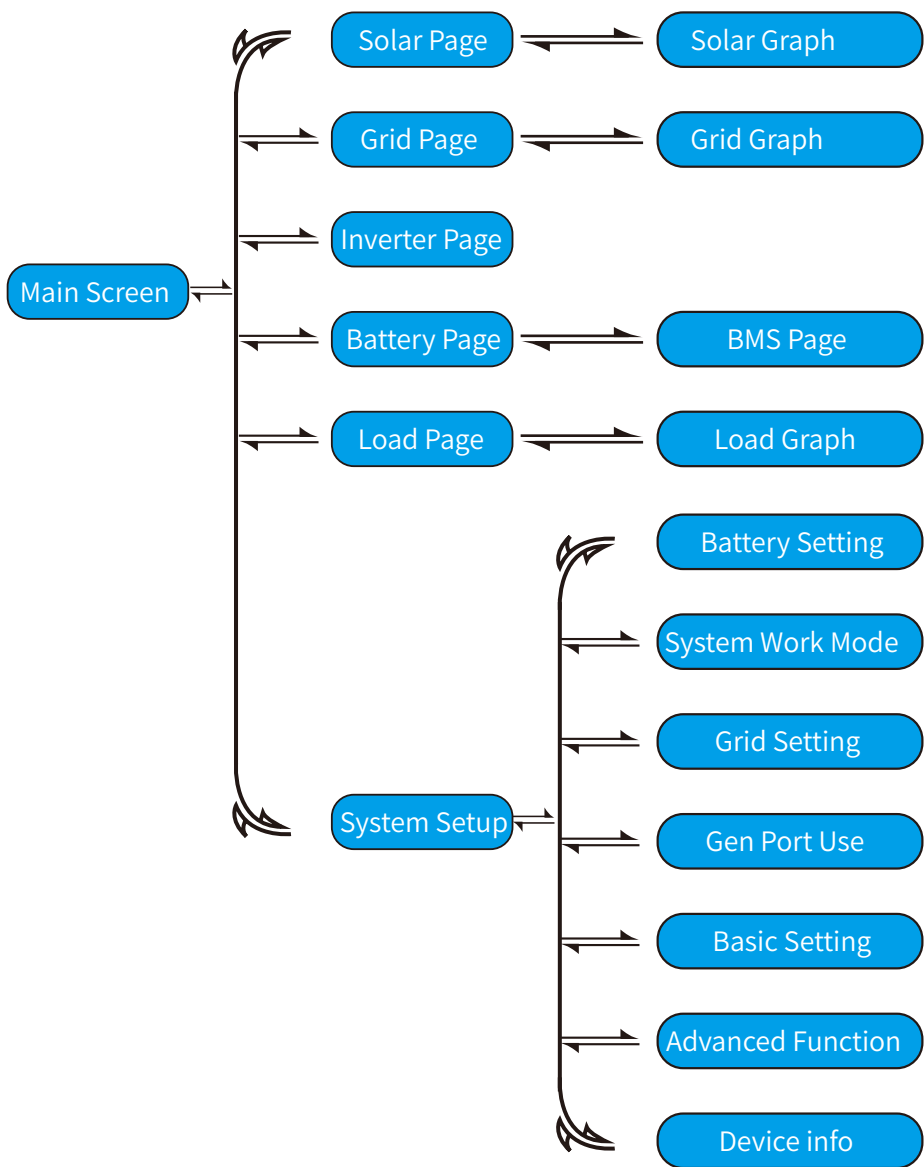 Solar Page
Solar Graph
Grid Page
Grid Graph
Inverter Page
Main Screen
Battery Page
BMS Page
Load Page
Load Graph
Battery Setting
System Work Mode
Grid Setting
System Setup
Gen Port Use
Basic Setting
Advanced Function
Device info